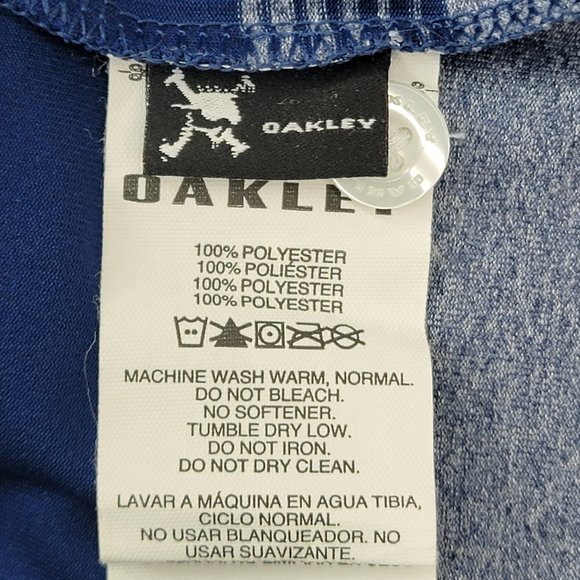 OAKLEY
OAKLEY
OAKLEY
100% POLYESTER
100% POLIÉSTER
100% POLYESTER
100% POLYESTER
MACHINE WASH WARM, NORMAL.
DO NOT BLEACH.
NO SOFTENER.
TUMBLE DRY LOW.
DO NOT IRON.
DO NOT DRY CLEAN.
LAVAR A MÁQUINA EN AGUA TIBIA,
CICLO NORMAL.
NO USAR BLANQUEADOR. NO
USAR SUAVIZANTE.